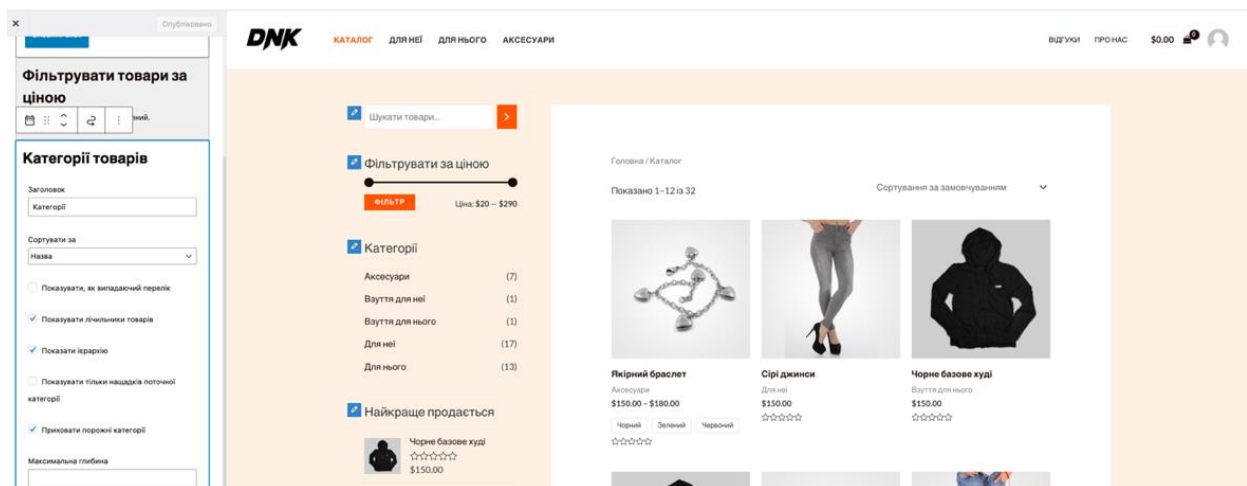 Опубліковано
Фільтрувати товари за
ціною
Категорії товарів
Заголовок
Категорії
Сортувати за
Назва
Показувати, як випадаючий перелік
Показувати лічильники товарів
Показати ієрархію
Показувати тільки нащадків поточної
категорії
Приховати порожні категорії
Максимальна глибина
DNK
КАТАЛОГ ДЛЯ НЕЇ ДЛЯ НЬОГО АКСЕСУАРИ
ВІДГУКИ ПРО НАС $0.00 0
Шукати товари...
Фільтрувати за ціною
ФІЛЬТР Ціна: $20 — $290
Категорії
Аксесуари (7)
Взуття для неї (1)
Взуття для нього (1)
Для неї (17)
Для нього (13)
Найкраще продається
Чорне базове худі
$150.00
Головна / Каталог
Показано 1–12 із 32
Сортування за замовчуванням
Якірний браслет
Аксесуари
$150.00 – $180.00
Чорний Зелений Червоний
Сірі джинси
Для неї
$150.00
Чорне базове худі
Взуття для нього
$150.00